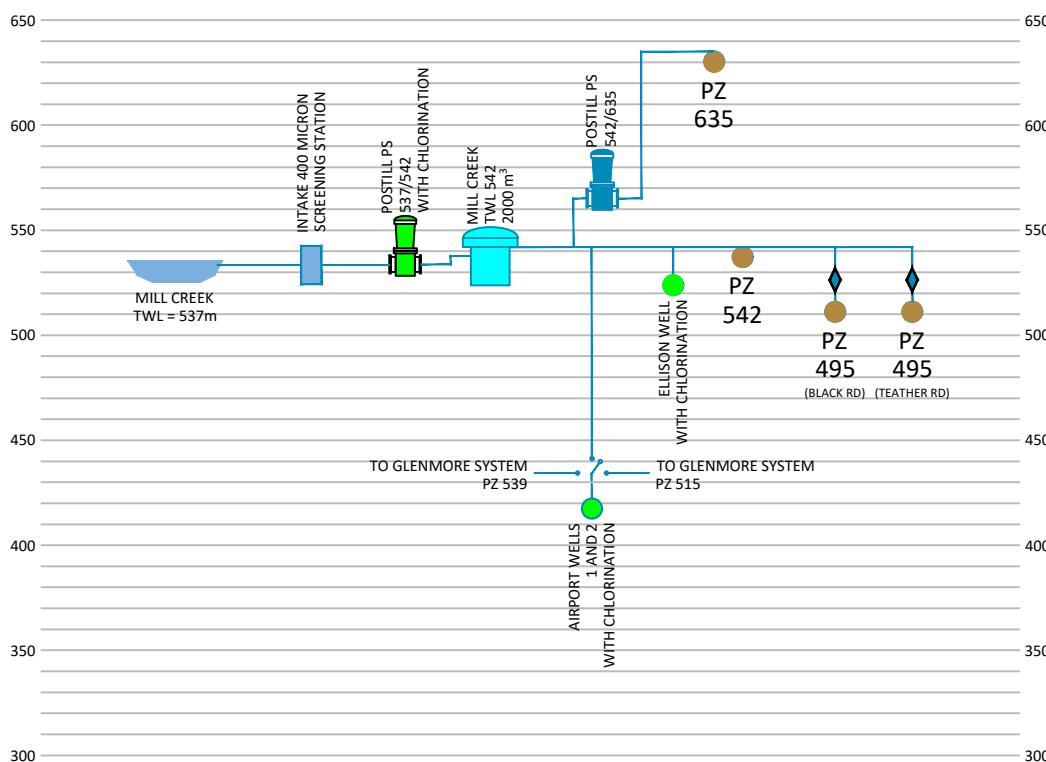 650
650
600
600
550
550
500
500
450
450
400
400
350
350
300
300
MILL CREEK
TWL = 537m
INTAKE 400 MICRON
SCREENING STATION
POSTILL PS
537/542
WITH CHLORINATION
MILL CREEK
TWL 542
2000 m³
POSTILL PS
542/635
PZ
635
ELLISON WELL
WITH CHLORINATION
PZ
542
PZ
495
(BLACK RD)
PZ
495
(TEATHER RD)
TO GLENMORE SYSTEM
PZ 539
TO GLENMORE SYSTEM
PZ 515
AIRPORT WELLS
1 AND 2
WITH CHLORINATION